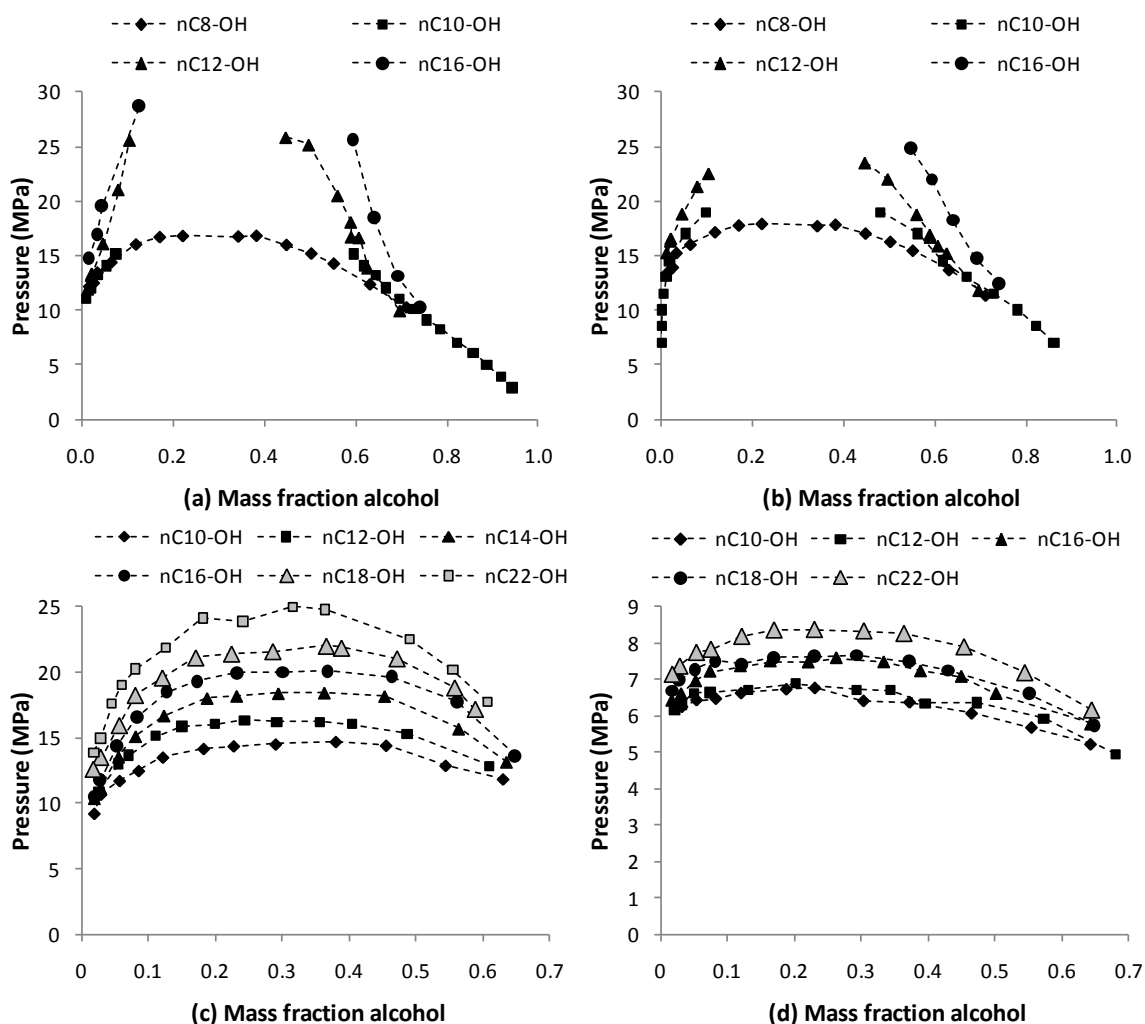 nC8-OH nC10-OH
nC12-OH nC16-OH
30
25
20
15
10
5
0
Pressure (MPa)
0.0 0.2 0.4 0.6 0.8 1.0
(a) Mass fraction alcohol
nC8-OH nC10-OH
nC12-OH nC16-OH
30
25
20
15
10
5
0
Pressure (MPa)
0.0 0.2 0.4 0.6 0.8 1.0
(b) Mass fraction alcohol
nC10-OH nC12-OH nC14-OH
nC16-OH nC18-OH nC22-OH
25
20
15
10
5
0
Pressure (MPa)
0 0.1 0.2 0.3 0.4 0.5 0.6 0.7
(c) Mass fraction alcohol
nC10-OH nC12-OH nC16-OH
nC18-OH nC22-OH
9
8
7
6
5
4
3
2
1
0
Pressure (MPa)
0 0.1 0.2 0.3 0.4 0.5 0.6 0.7
(d) Mass fraction alcohol